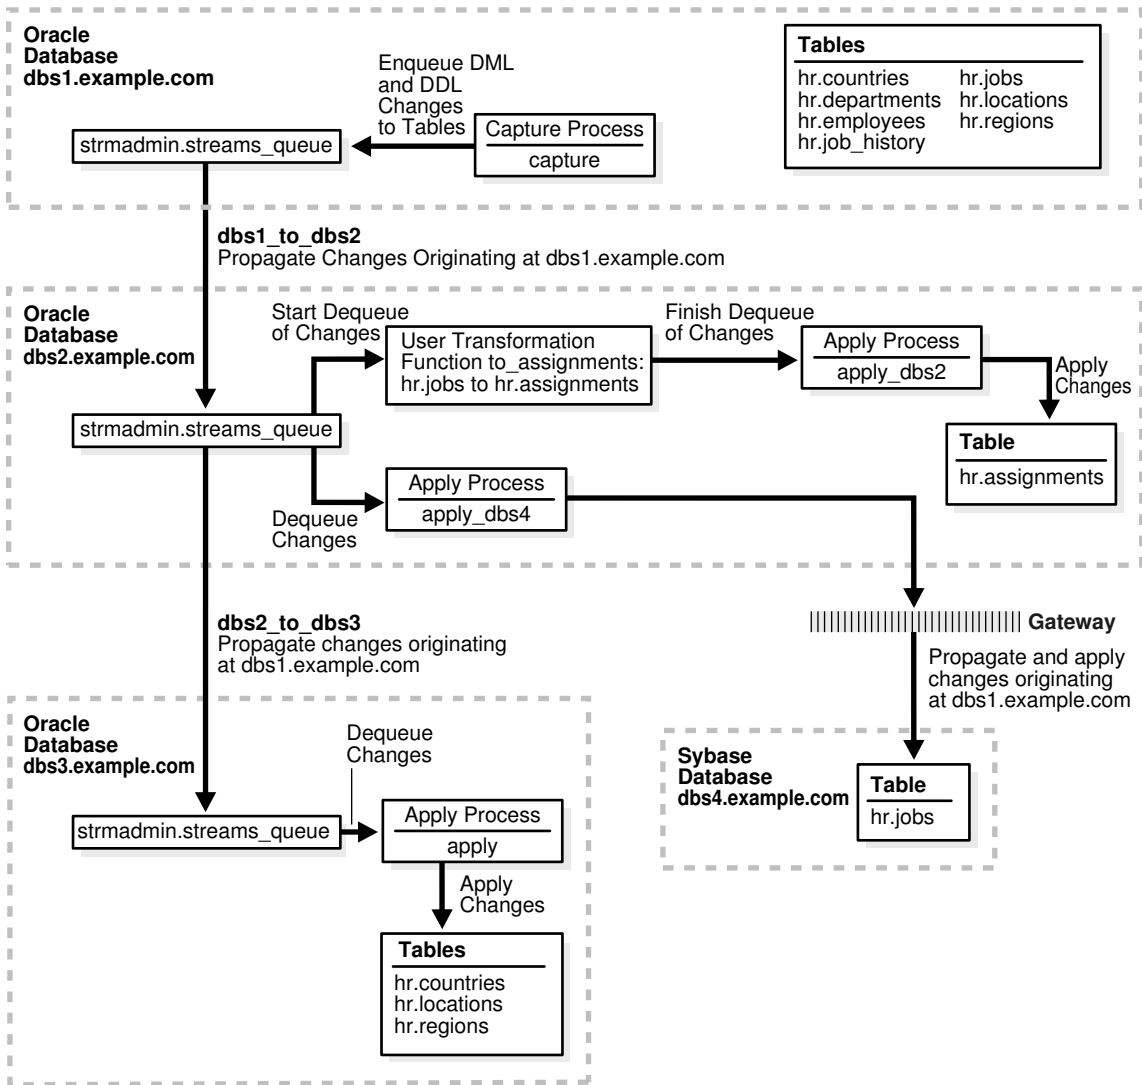 Oracle
Database
dbs1.example.com
Enqueue DML
and DDL
Changes
to Tables
strmadmin.streams_queue
Capture Process
capture
Tables
hr.countries
hr.departments
hr.employees
hr.job_history
hr.jobs
hr.locations
hr.regions
dbs1_to_dbs2
Propagate Changes Originating at dbs1.example.com
Oracle
Database
dbs2.example.com
strmadmin.streams_queue
Start Dequeue
of Changes
User Transformation
Function to_assignments:
hr.jobs to hr.assignments
Finish Dequeue
of Changes
Apply Process
apply_dbs2
Apply
Changes
Table
hr.assignments
Dequeue
Changes
Apply Process
apply_dbs4
dbs2_to_dbs3
Propagate changes originating
at dbs1.example.com
Gateway
Propagate and apply
changes originating
at dbs1.example.com
Oracle
Database
dbs3.example.com
strmadmin.streams_queue
Dequeue
Changes
Apply Process
apply
Apply
Changes
Tables
hr.countries
hr.locations
hr.regions
Sybase
Database
dbs4.example.com
Table
hr.jobs